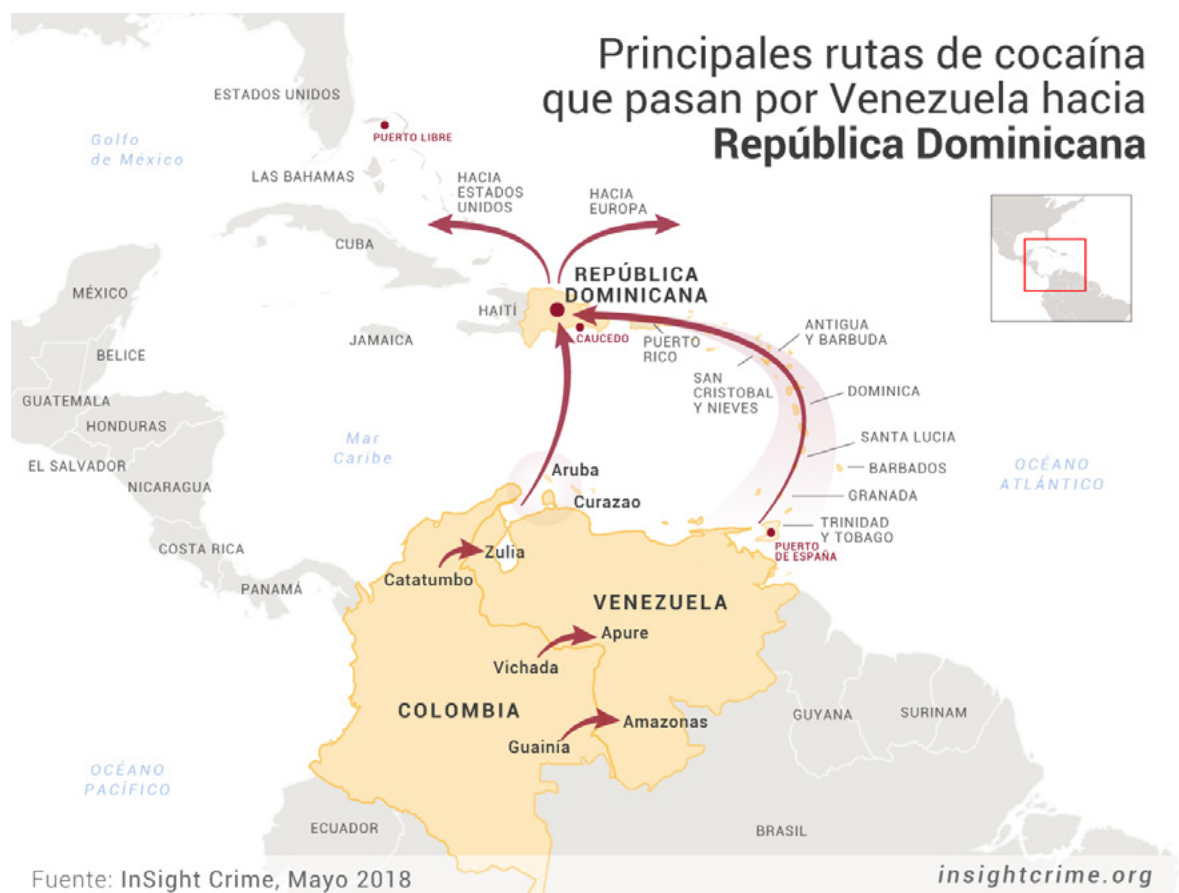 Principales rutas de cocaína
que pasan por Venezuela hacia
República Dominicana
ESTADOS UNIDOS
Golfo
de México
PUERTO LIBRE
LAS BAHAMAS
HACIA
ESTADOS
UNIDOS
HACIA
EUROPA
CUBA
REPÚBLICA
DOMINICANA
MÉXICO
HAITÍ
CAUCEDO
JAMAICA
PUERTO
RICO
ANTIGUA
Y BARBUDA
BELICE
SAN
CRISTOBAL
Y NIEVES
DOMINICA
GUATEMALA
HONDURAS
Mar
Caribe
SANTA LUCIA
EL SALVADOR
NICARAGUA
Aruba
BARBADOS
OCÉANO
ATLÁNTICO
Curazao
GRANADA
TRINIDAD
Y TOBAGO
COSTA RICA
Zulia
PUERTO
DE ESPAÑA
Catatumbo
PANAMÁ
VENEZUELA
Apure
Vichada
COLOMBIA
Amazonas
Guainía
GUYANA
SURINAM
OCÉANO
PACÍFICO
ECUADOR
BRASIL
Fuente: InSight Crime, Mayo 2018
insightcrime.org